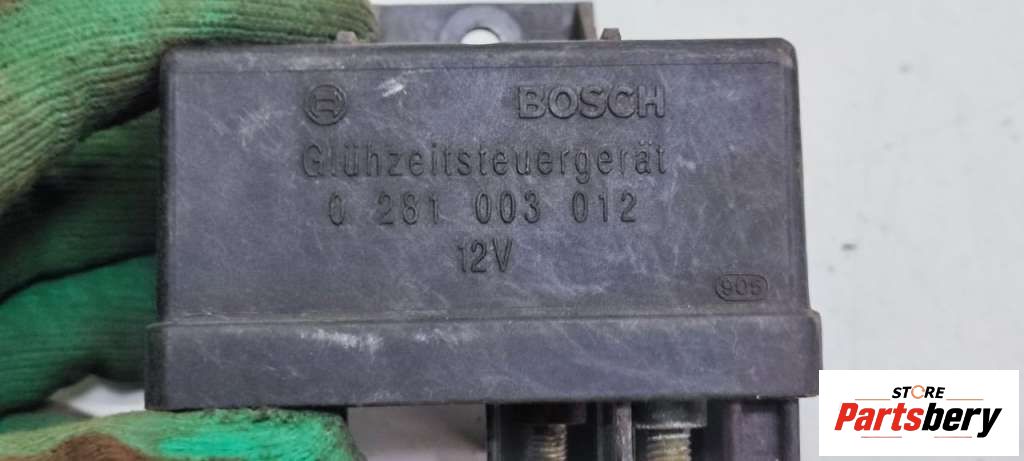 BOSCH
Glühzeitsteuergerät
0 281 003 012
12V
905
STORE
Partsbery